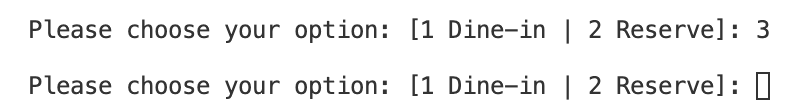 Please choose your option: [1 Dine-in | 2 Reserve]: 3
Please choose your option: [1 Dine-in | 2 Reserve]: